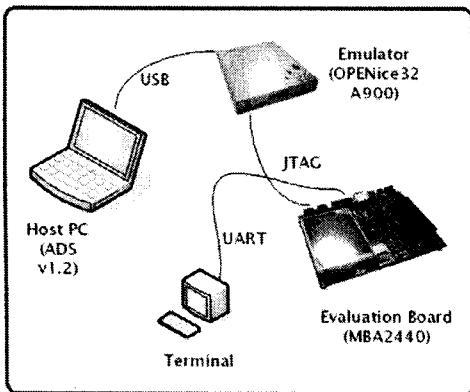 Emulator
(OPENice32
A900)
USB
JTAG
Host PC
(ADS
v1.2)
UART
Evaluation Board
(MBA2440)
Terminal